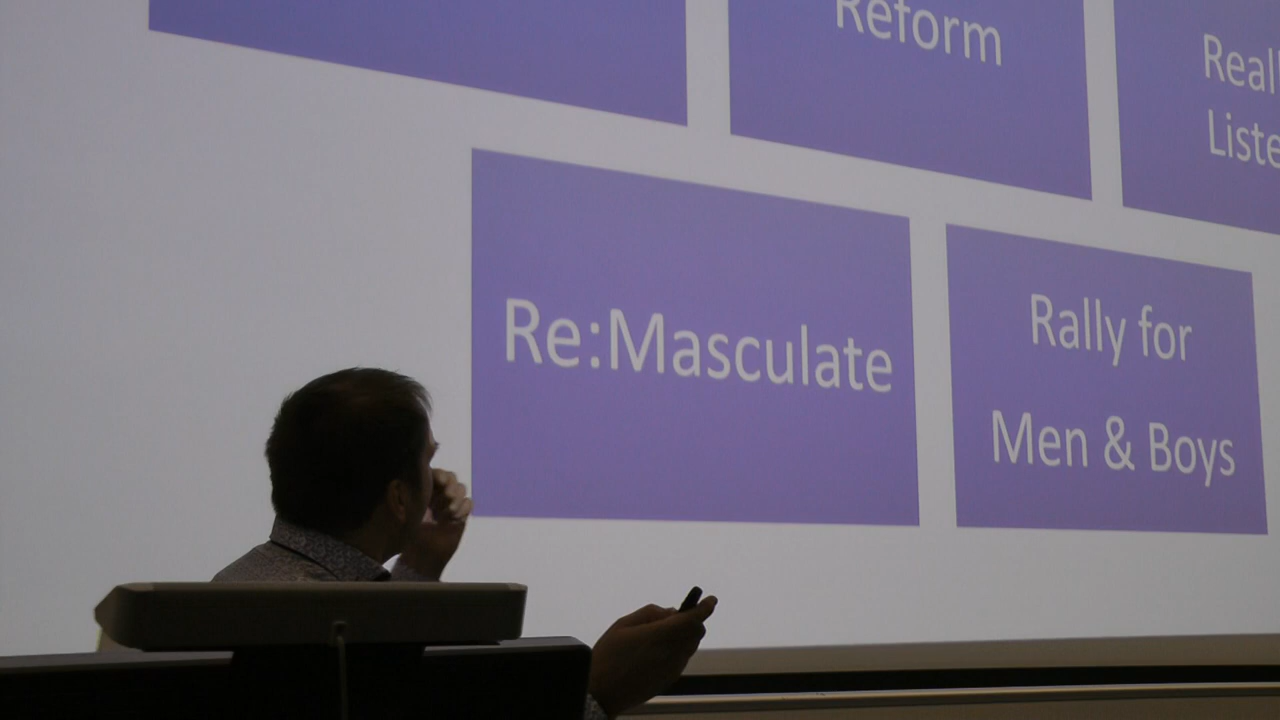 Reform
Re:Masculate
Rally for
Men & Boys